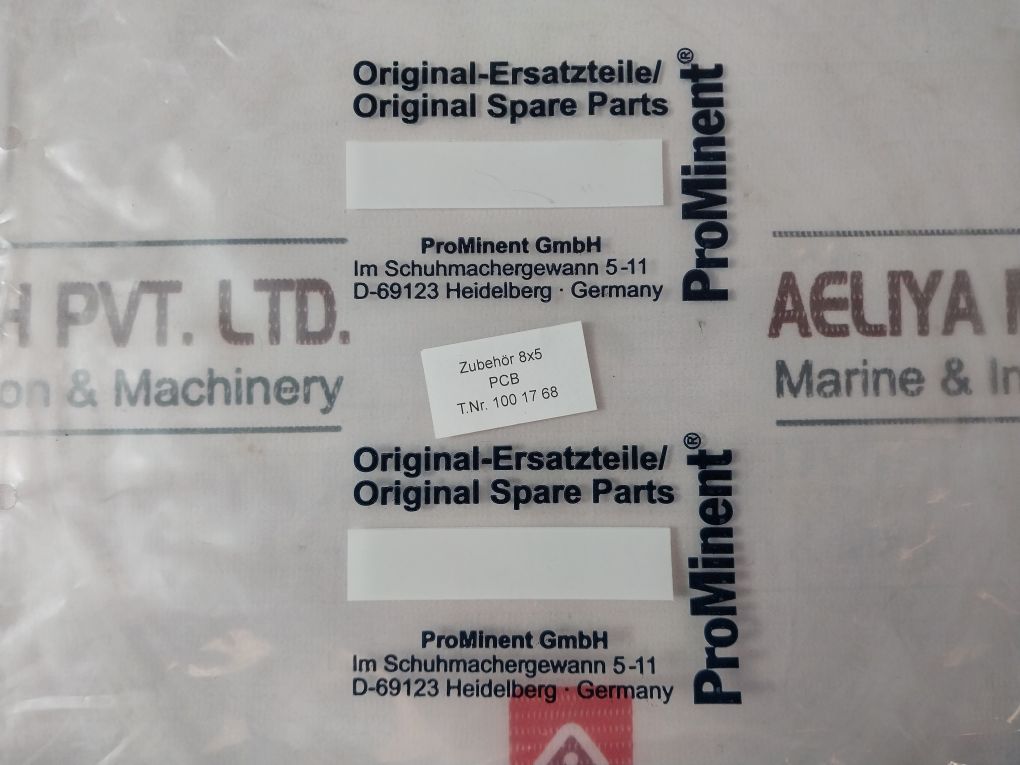 Original-Ersatzteile/
Original Spare Parts
ProMinent®
ProMinent GmbH
Im Schuhmachergewann 5-11
D-69123 Heidelberg · Germany
H PVT. LTD.
on & Machinery
AELIYA
Marine & In
Zubehör 8x5
PCB
T.Nr. 100 17 68
Original-Ersatzteile/
Original Spare Parts
ProMinent®
ProMinent GmbH
Im Schuhmachergewann 5-11
D-69123 Heidelberg · Germany